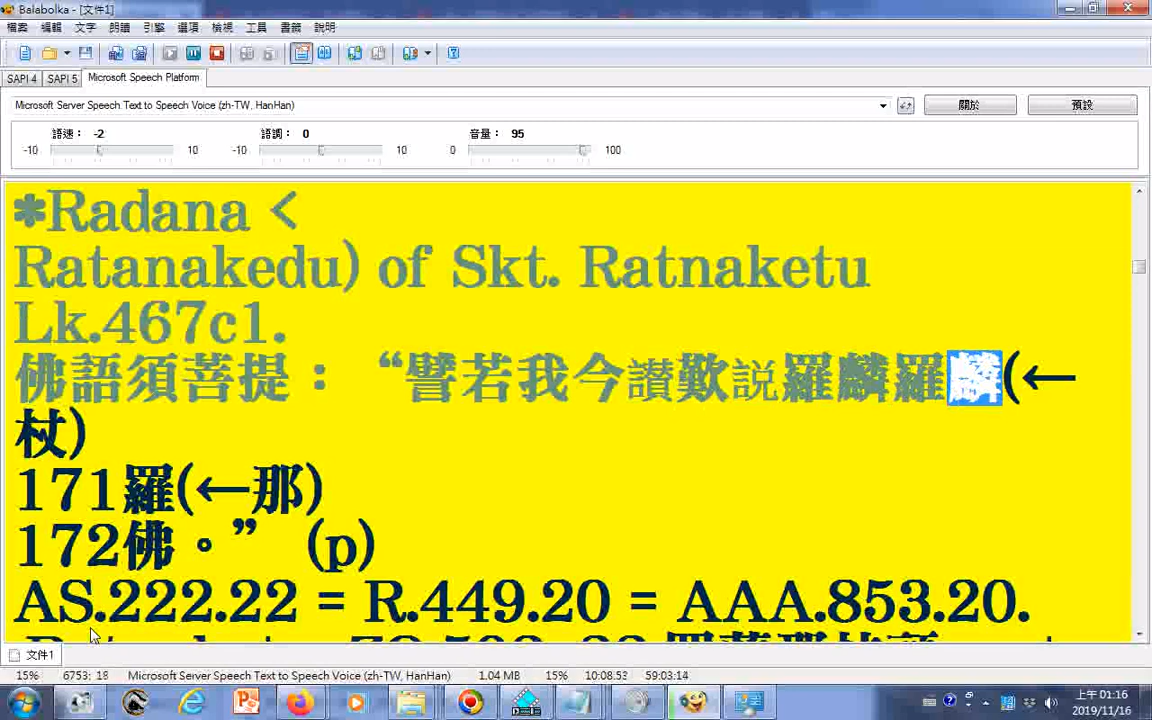 Balabolka - [文件1]
檔案 編輯 文字 朗讀 引擎 選項 檢視 工具 書籤 說明
SAPI 4 SAPI 5 Microsoft Speech Platform
Microsoft Server Speech Text to Speech Voice (zh-TW, HanHan) 關於 預設
語速： -2 語調： 0 音量： 95
-10 10 -10 10 0 100
*Radana <
Ratanakedu) of Skt. Ratnaketu
Lk.467c1.
佛語須菩提：“譬若我今讃歎説羅麟羅麟(←
杖)
171羅(←那)
172佛。” (p)
AS.222.22 = R.449.20 = AAA.853.20.
文件1
15% 6753: 18 Microsoft Server Speech Text to Speech Voice (zh-TW, HanHan) 1.04 MB 15% 10:08:53 59:03:14
上午 01:16
2019/11/16